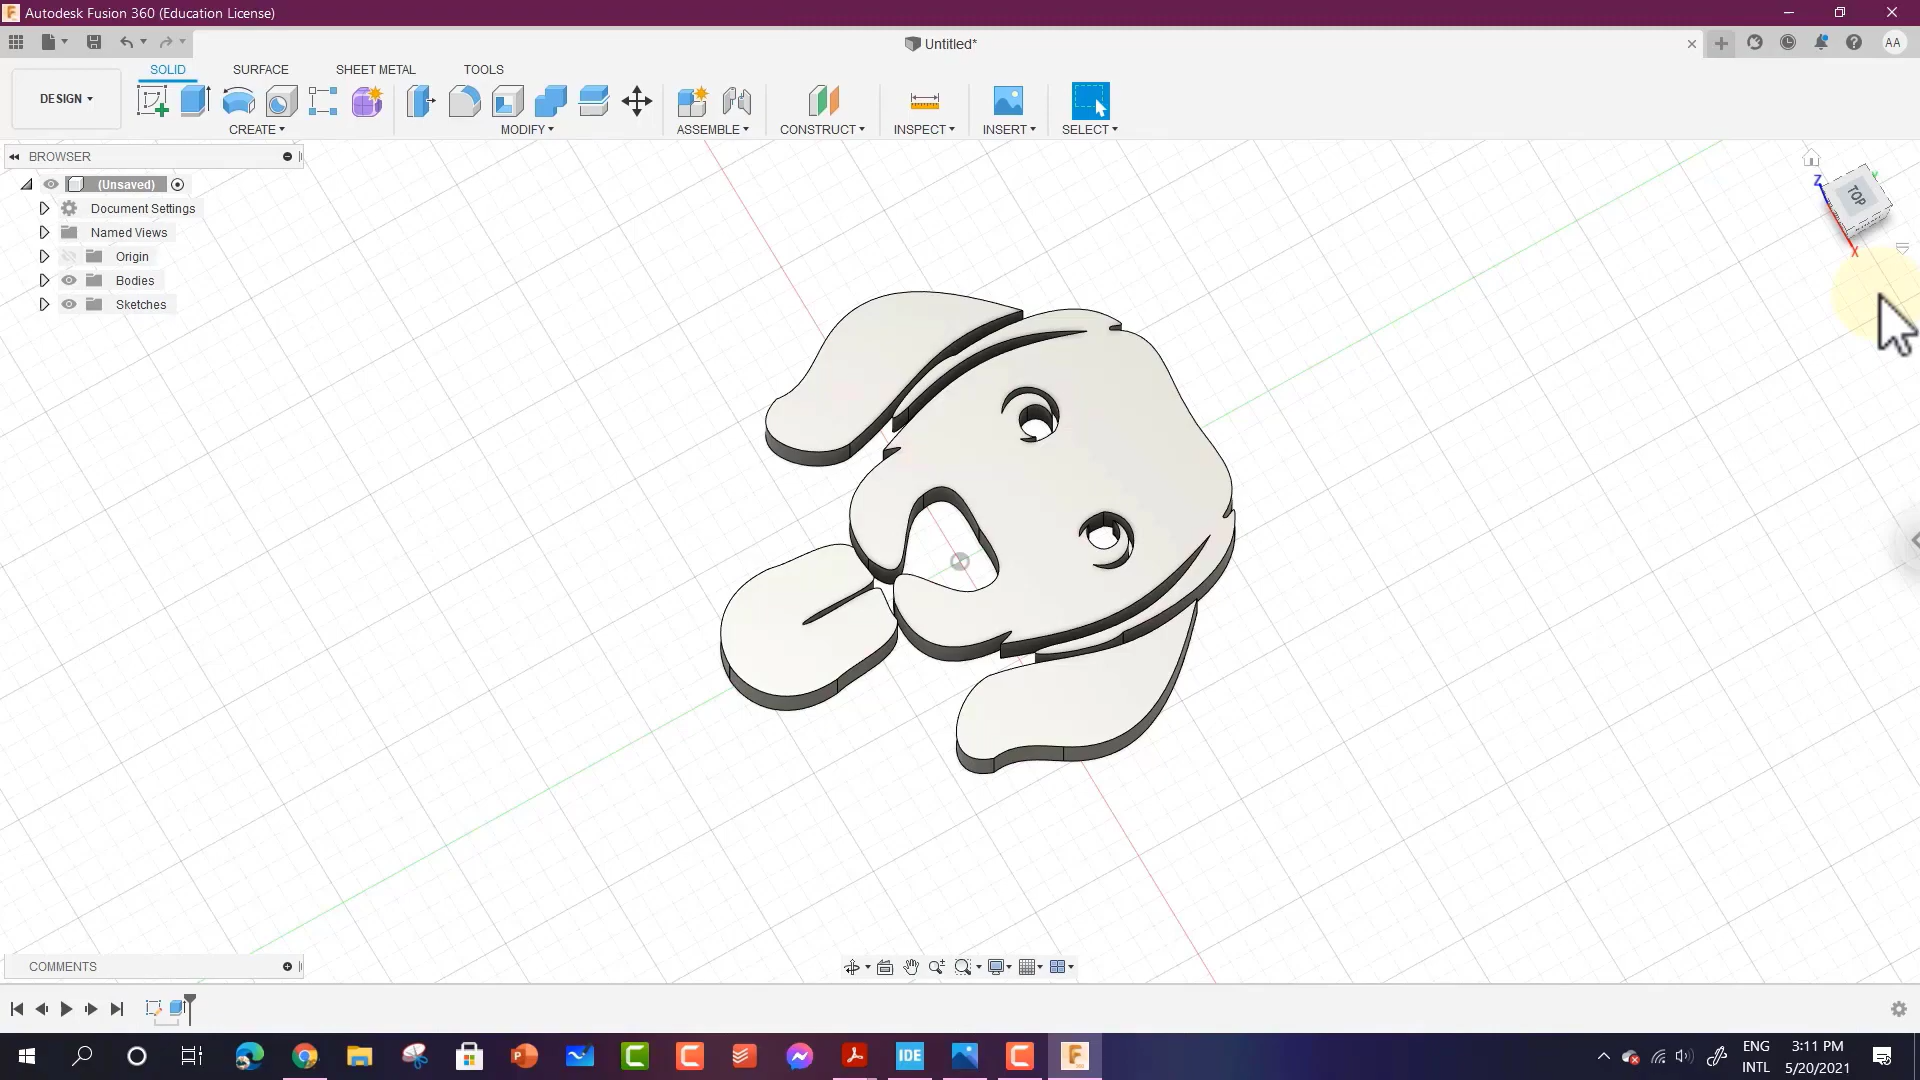 Autodesk Fusion 360 (Education License)
Untitled*
AA
DESIGN
SOLID
SURFACE
SHEET METAL
TOOLS
CREATE
MODIFY
ASSEMBLE
CONSTRUCT
INSPECT
INSERT
SELECT
BROWSER
(Unsaved)
Document Settings
Named Views
Origin
Bodies
Sketches
Z
Y
TOP
X
COMMENTS
IDE
ENG
INTL
3:11 PM
5/20/2021